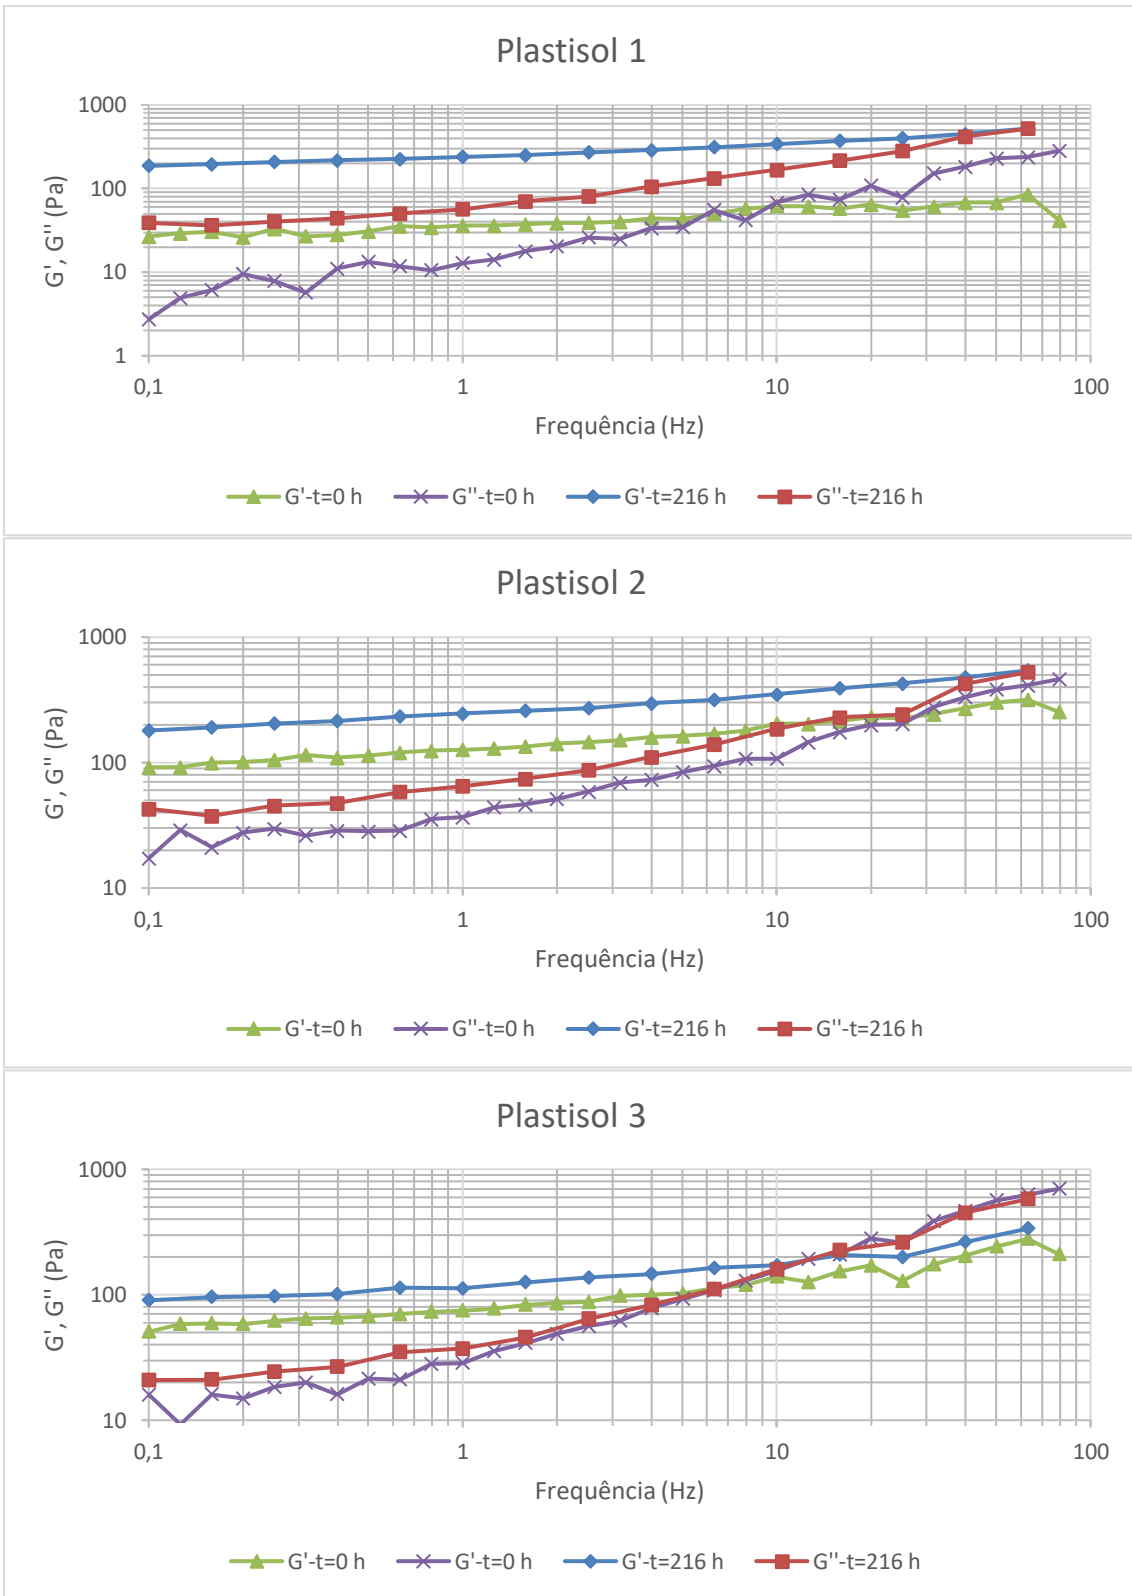 Plastisol 1
1000
100
10
1
G', G'' (Pa)
0,1 1 10 100
Frequência (Hz)
G'-t=0 h G''-t=0 h G'-t=216 h G''-t=216 h
Plastisol 2
1000
100
10
G', G'' (Pa)
0,1 1 10 100
Frequência (Hz)
G'-t=0 h G''-t=0 h G'-t=216 h G''-t=216 h
Plastisol 3
1000
100
10
G', G'' (Pa)
0,1 1 10 100
Frequência (Hz)
G'-t=0 h G'-t=0 h G'-t=216 h G''-t=216 h